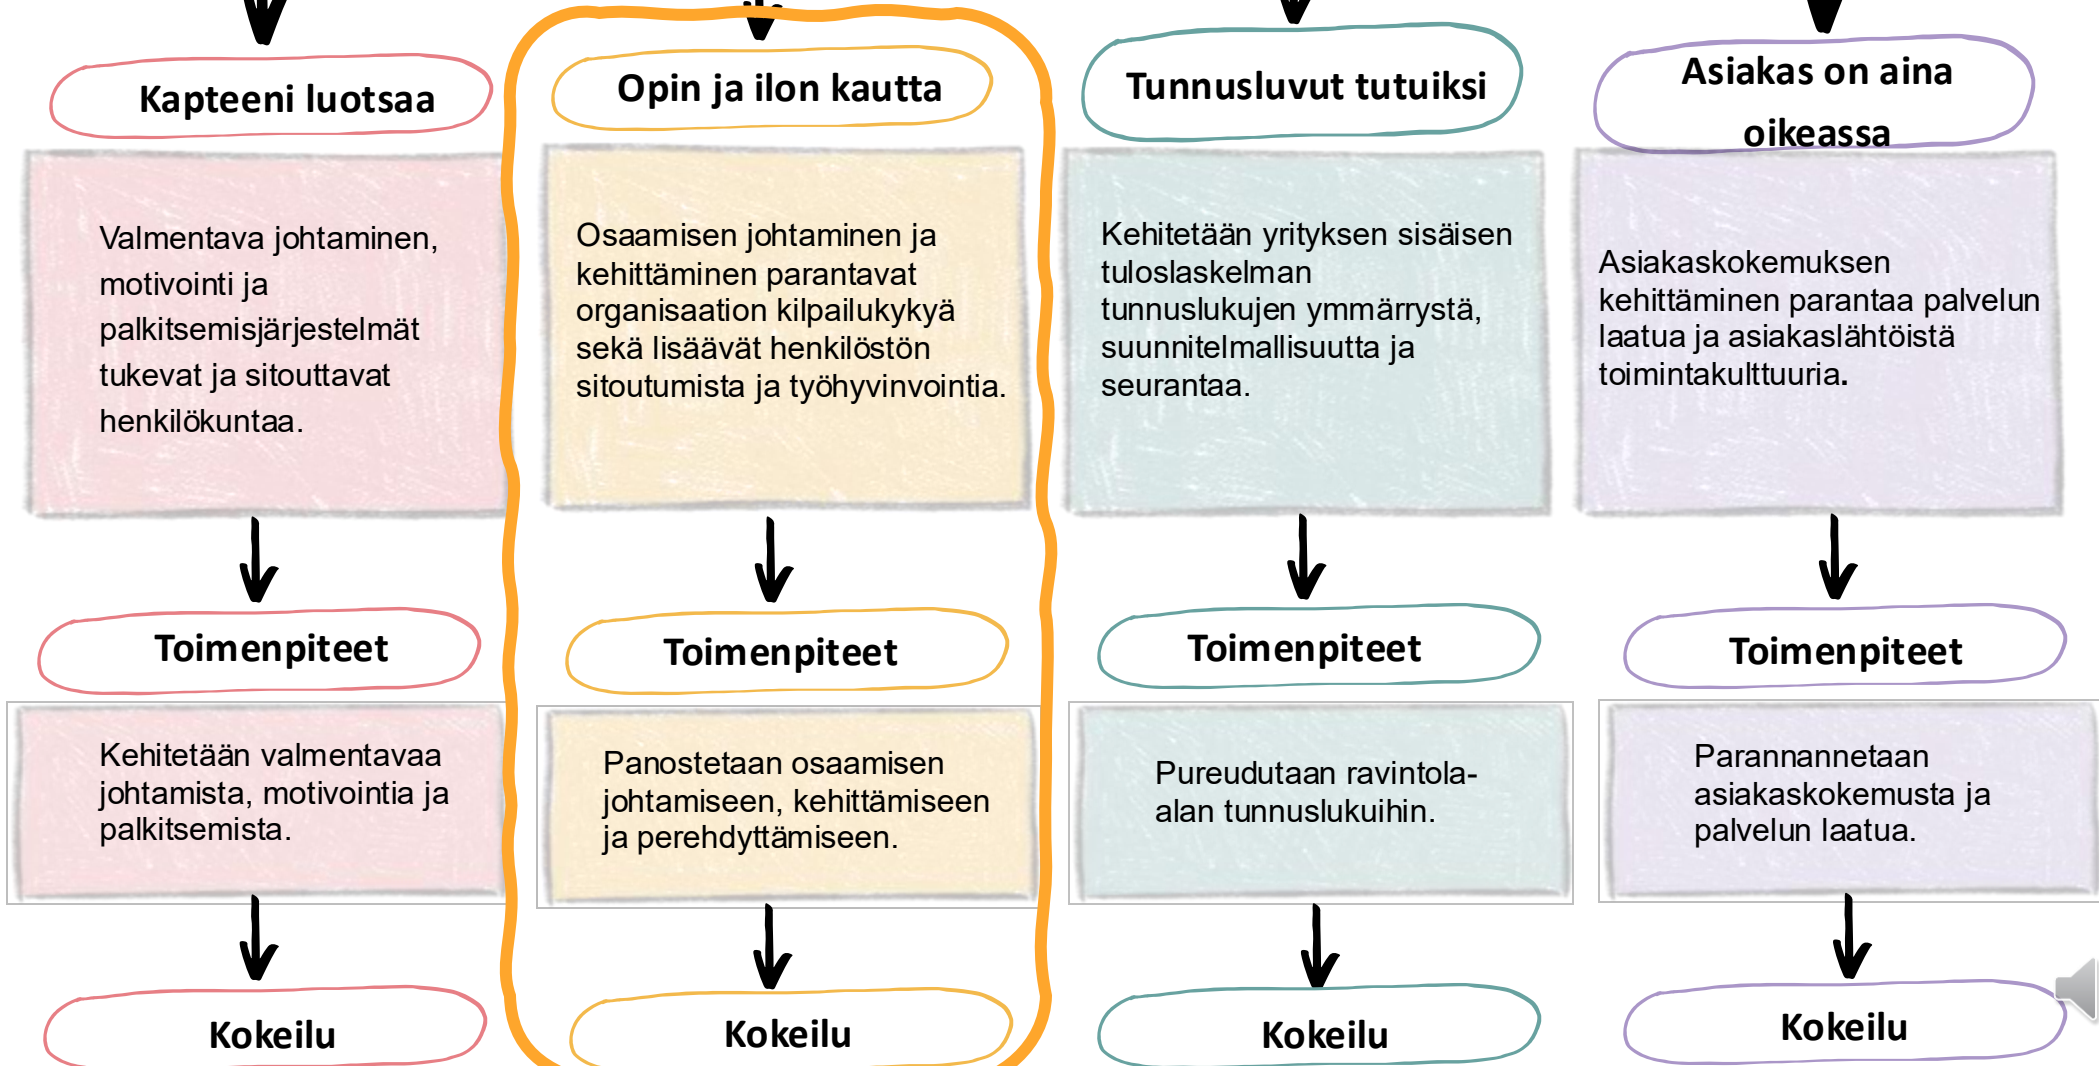 Kapteeni luotsaa
Valmentava johtaminen,
motivointi ja
palkitsemisjärjestelmät
tukevat ja sitouttavat
henkilökuntaa.
Toimenpiteet
Kehitetään valmentavaa
johtamista, motivointia ja
palkitsemista.
Kokeilu
Opin ja ilon kautta
Osaamisen johtaminen ja
kehittäminen parantavat
organisaation kilpailukykyä
sekä lisäävät henkilöstön
sitoutumista ja työhyvinvointia.
Toimenpiteet
Panostetaan osaamisen
johtamiseen, kehittämiseen
ja perehdyttämiseen.
Kokeilu
Tunnusluvut tutuiksi
Kehitetään yrityksen sisäisen
tuloslaskelman
tunnuslukujen ymmärrystä,
suunnitelmallisuutta ja
seurantaa.
Toimenpiteet
Pureudutaan ravintola-
alan tunnuslukuihin.
Kokeilu
Asiakas on aina
oikeassa
Asiakaskokemuksen
kehittäminen parantaa palvelun
laatua ja asiakaslähtöistä
toimintakulttuuria.
Toimenpiteet
Parannannetaan
asiakaskokemusta ja
palvelun laatua.
Kokeilu